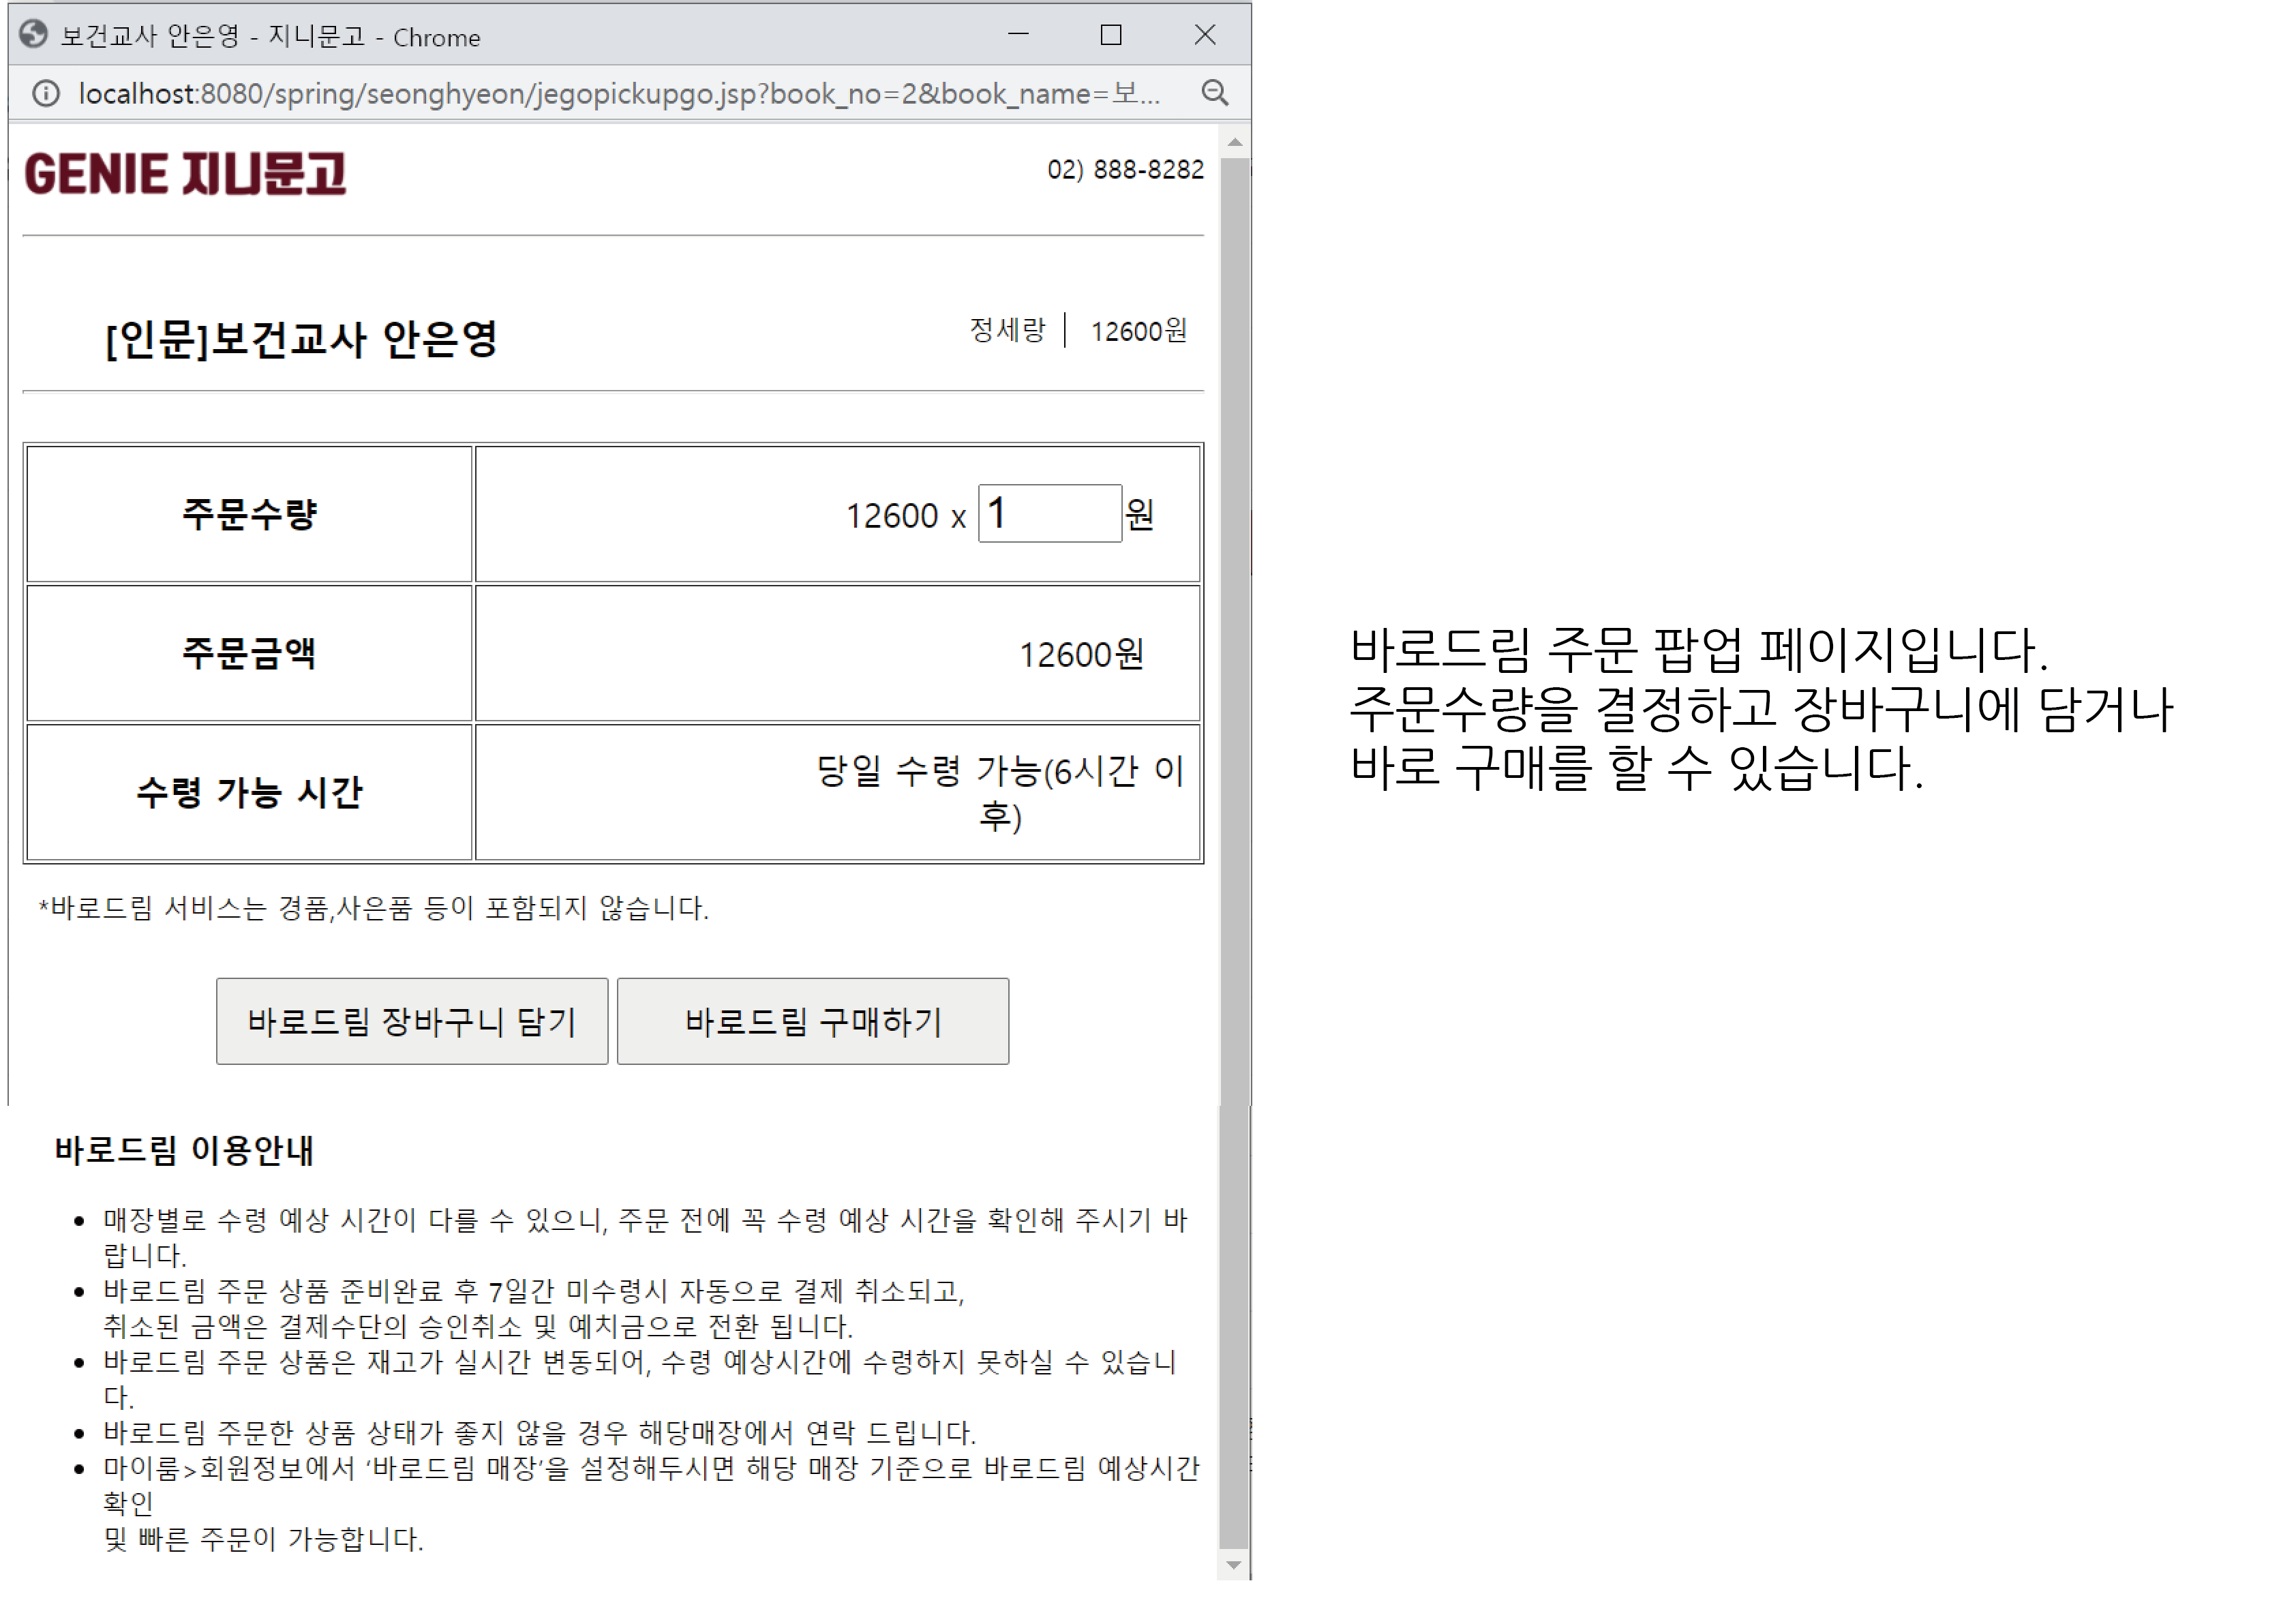 보건교사 안은영 - 지니문고 - Chrome
localhost:8080/spring/seonghyeon/jegopickupgo.jsp?book_no=2&book_name=보...
GENIE 지니문고
02) 888-8282
[인문]보건교사 안은영
정세랑 | 12600원
주문수량
12600 x 1원
주문금액
12600원
수령 가능 시간
당일 수령 가능(6시간 이
후)
*바로드림 서비스는 경품,사은품 등이 포함되지 않습니다.
바로드림 장바구니 담기
바로드림 구매하기
바로드림 이용안내
• 매장별로 수령 예상 시간이 다를 수 있으니, 주문 전에 꼭 수령 예상 시간을 확인해 주시기 바
랍니다.
• 바로드림 주문 상품 준비완료 후 7일간 미수령시 자동으로 결제 취소되고,
취소된 금액은 결제수단의 승인취소 및 예치금으로 전환 됩니다.
• 바로드림 주문 상품은 재고가 실시간 변동되어, 수령 예상시간에 수령하지 못하실 수 있습니
다.
• 바로드림 주문한 상품 상태가 좋지 않을 경우 해당매장에서 연락 드립니다.
• 마이룸>회원정보에서 ‘바로드림 매장’을 설정해두시면 해당 매장 기준으로 바로드림 예상시간
확인
및 빠른 주문이 가능합니다.
바로드림 주문 팝업 페이지입니다.
주문수량을 결정하고 장바구니에 담거나
바로 구매를 할 수 있습니다.